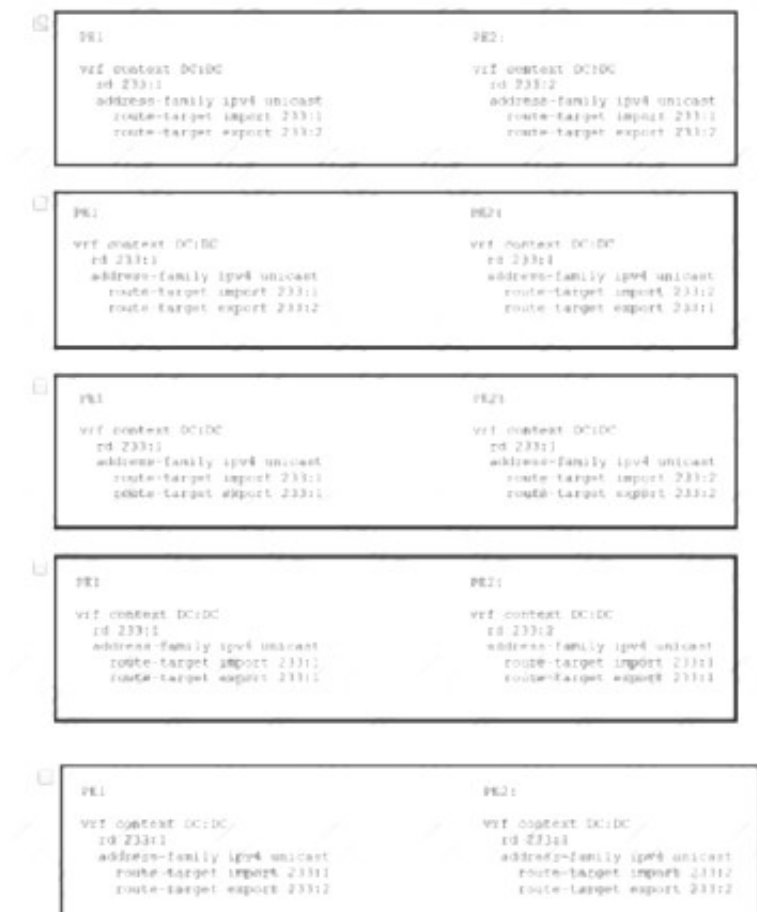 PE1
PE2:
vrf context DC:DC
vrf context DC:DC
rd 233:1
rd 233:2
address-family ipv4 unicast
address-family ipv4 unicast
route-target import 233:1
route-target import 233:1
route-target export 233:2
route-target export 233:2
PE1:
PE2:
vrf context DC:DC
vrf context DC:DC
rd 233:1
rd
address-family ipv4 unicast
address-family ipv4 unicast
route-target import 233:1
route-target import 233:2
route-target export 233:2
route-target export 233:1
PE1
PE2:
vrf context DC:DC
vrf context DC:DC
rd 233:1
rd 233:1
address-family ipv4 unicast
address-family ipv4 unicast
route-target import 233:1
route-target import 233:2
route-target export 233:1
route-target export 233:2
PE1
PE2:
vrf context DC:DC
vrf context DC:DC
rd 233:1
rd 233:2
address-family ipv4 unicast
address-family ipv4 unicast
route-target import 233:1
route-target import 233:1
route-target export 233:1
route-target export 233:1
PE1
PE2:
vrf context DC:DC
vrf context DC:DC
rd 233:1
rd
address-family ipv4 unicast
address-family ipv4 unicast
route-target import 233:1
route-target import 233:2
route-target export 233:2
route-target export 233:2